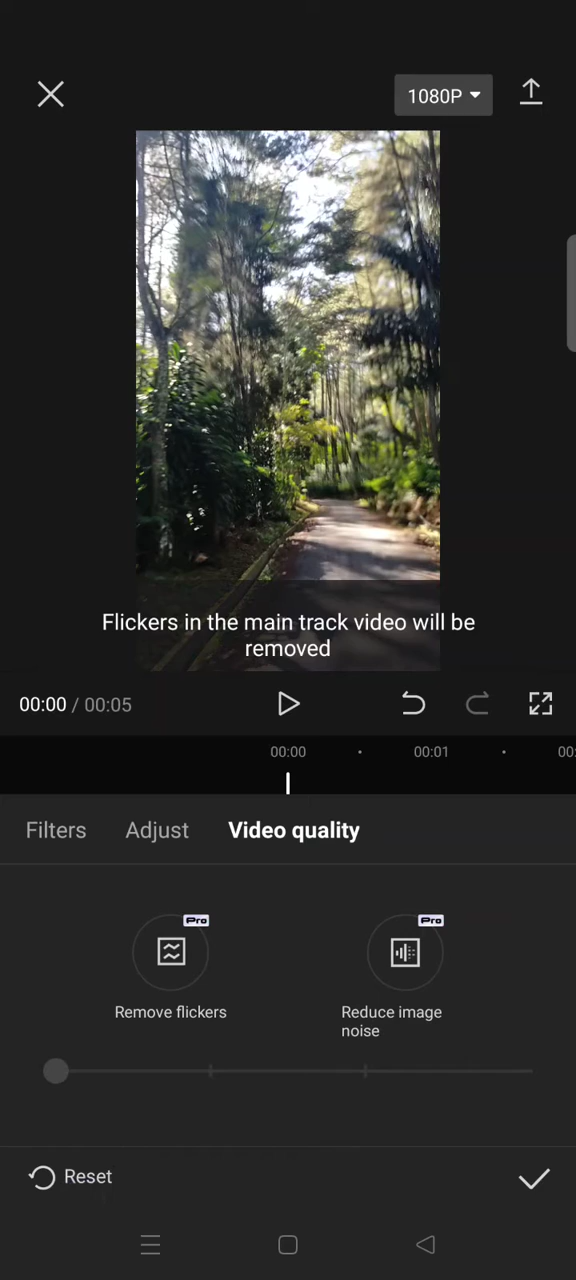 1080P
Flickers in the main track video will be
removed
00:00 / 00:05
00:00 · 00:01 · 00:
Filters Adjust Video quality
Pro Pro
Remove flickers Reduce image
noise
Reset